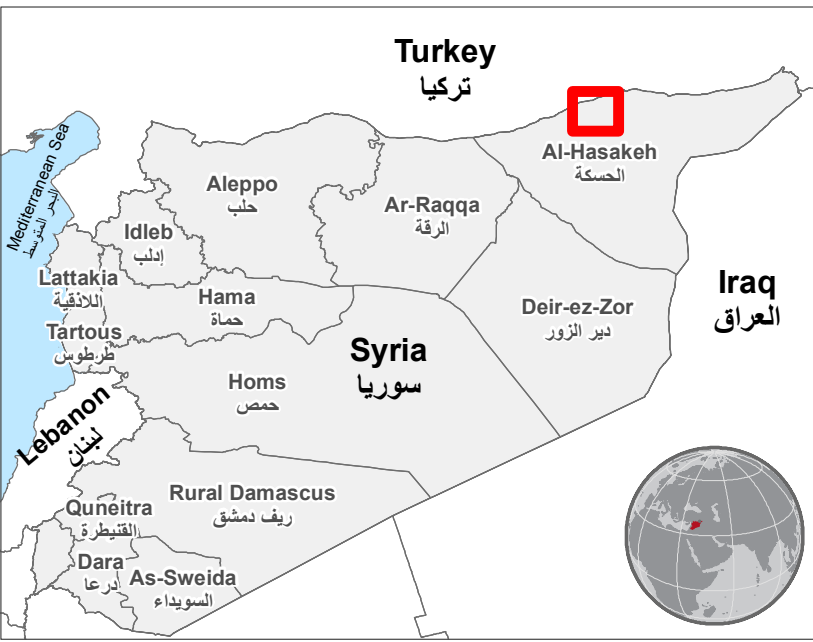 Turkey
تركيا
Mediterranean Sea
البحر المتوسط
Al-Hasakeh
الحسكة
Aleppo
حلب
Ar-Raqqa
الرقة
Idleb
إدلب
Lattakia
اللاذقية
Hama
حماة
Iraq
العراق
Deir-ez-Zor
دير الزور
Tartous
طرطوس
Syria
سوريا
Homs
حمص
Lebanon
لبنان
Rural Damascus
ريف دمشق
Quneitra
القنيطرة
Dara
درعا
As-Sweida
السويداء